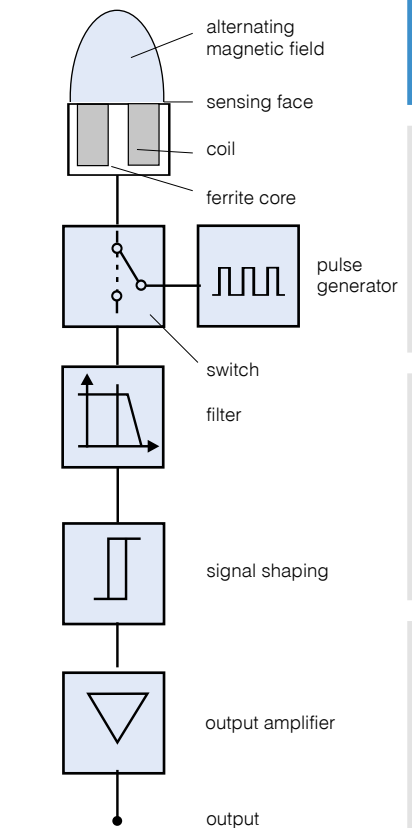 alternating
magnetic field
sensing face
coil
ferrite core
pulse
generator
switch
filter
signal shaping
output amplifier
output